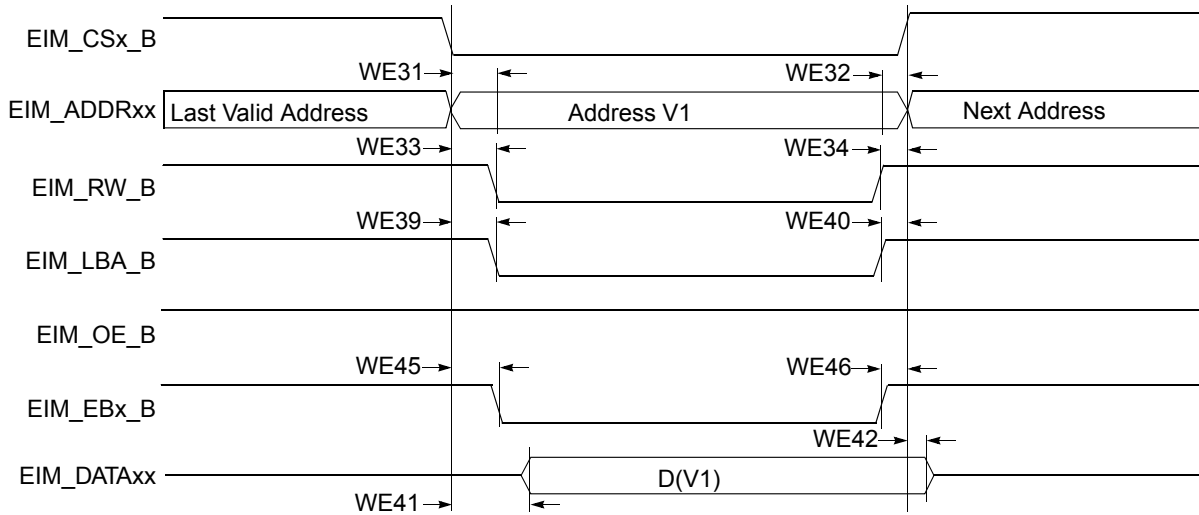 EIM_CSx_B
WE31
WE32
EIM_ADDRxx
Last Valid Address
Address V1
Next Address
WE33
WE34
EIM_RW_B
WE39
WE40
EIM_LBA_B
EIM_OE_B
WE45
WE46
EIM_EBx_B
WE42
EIM_DATAxx
D(V1)
WE41